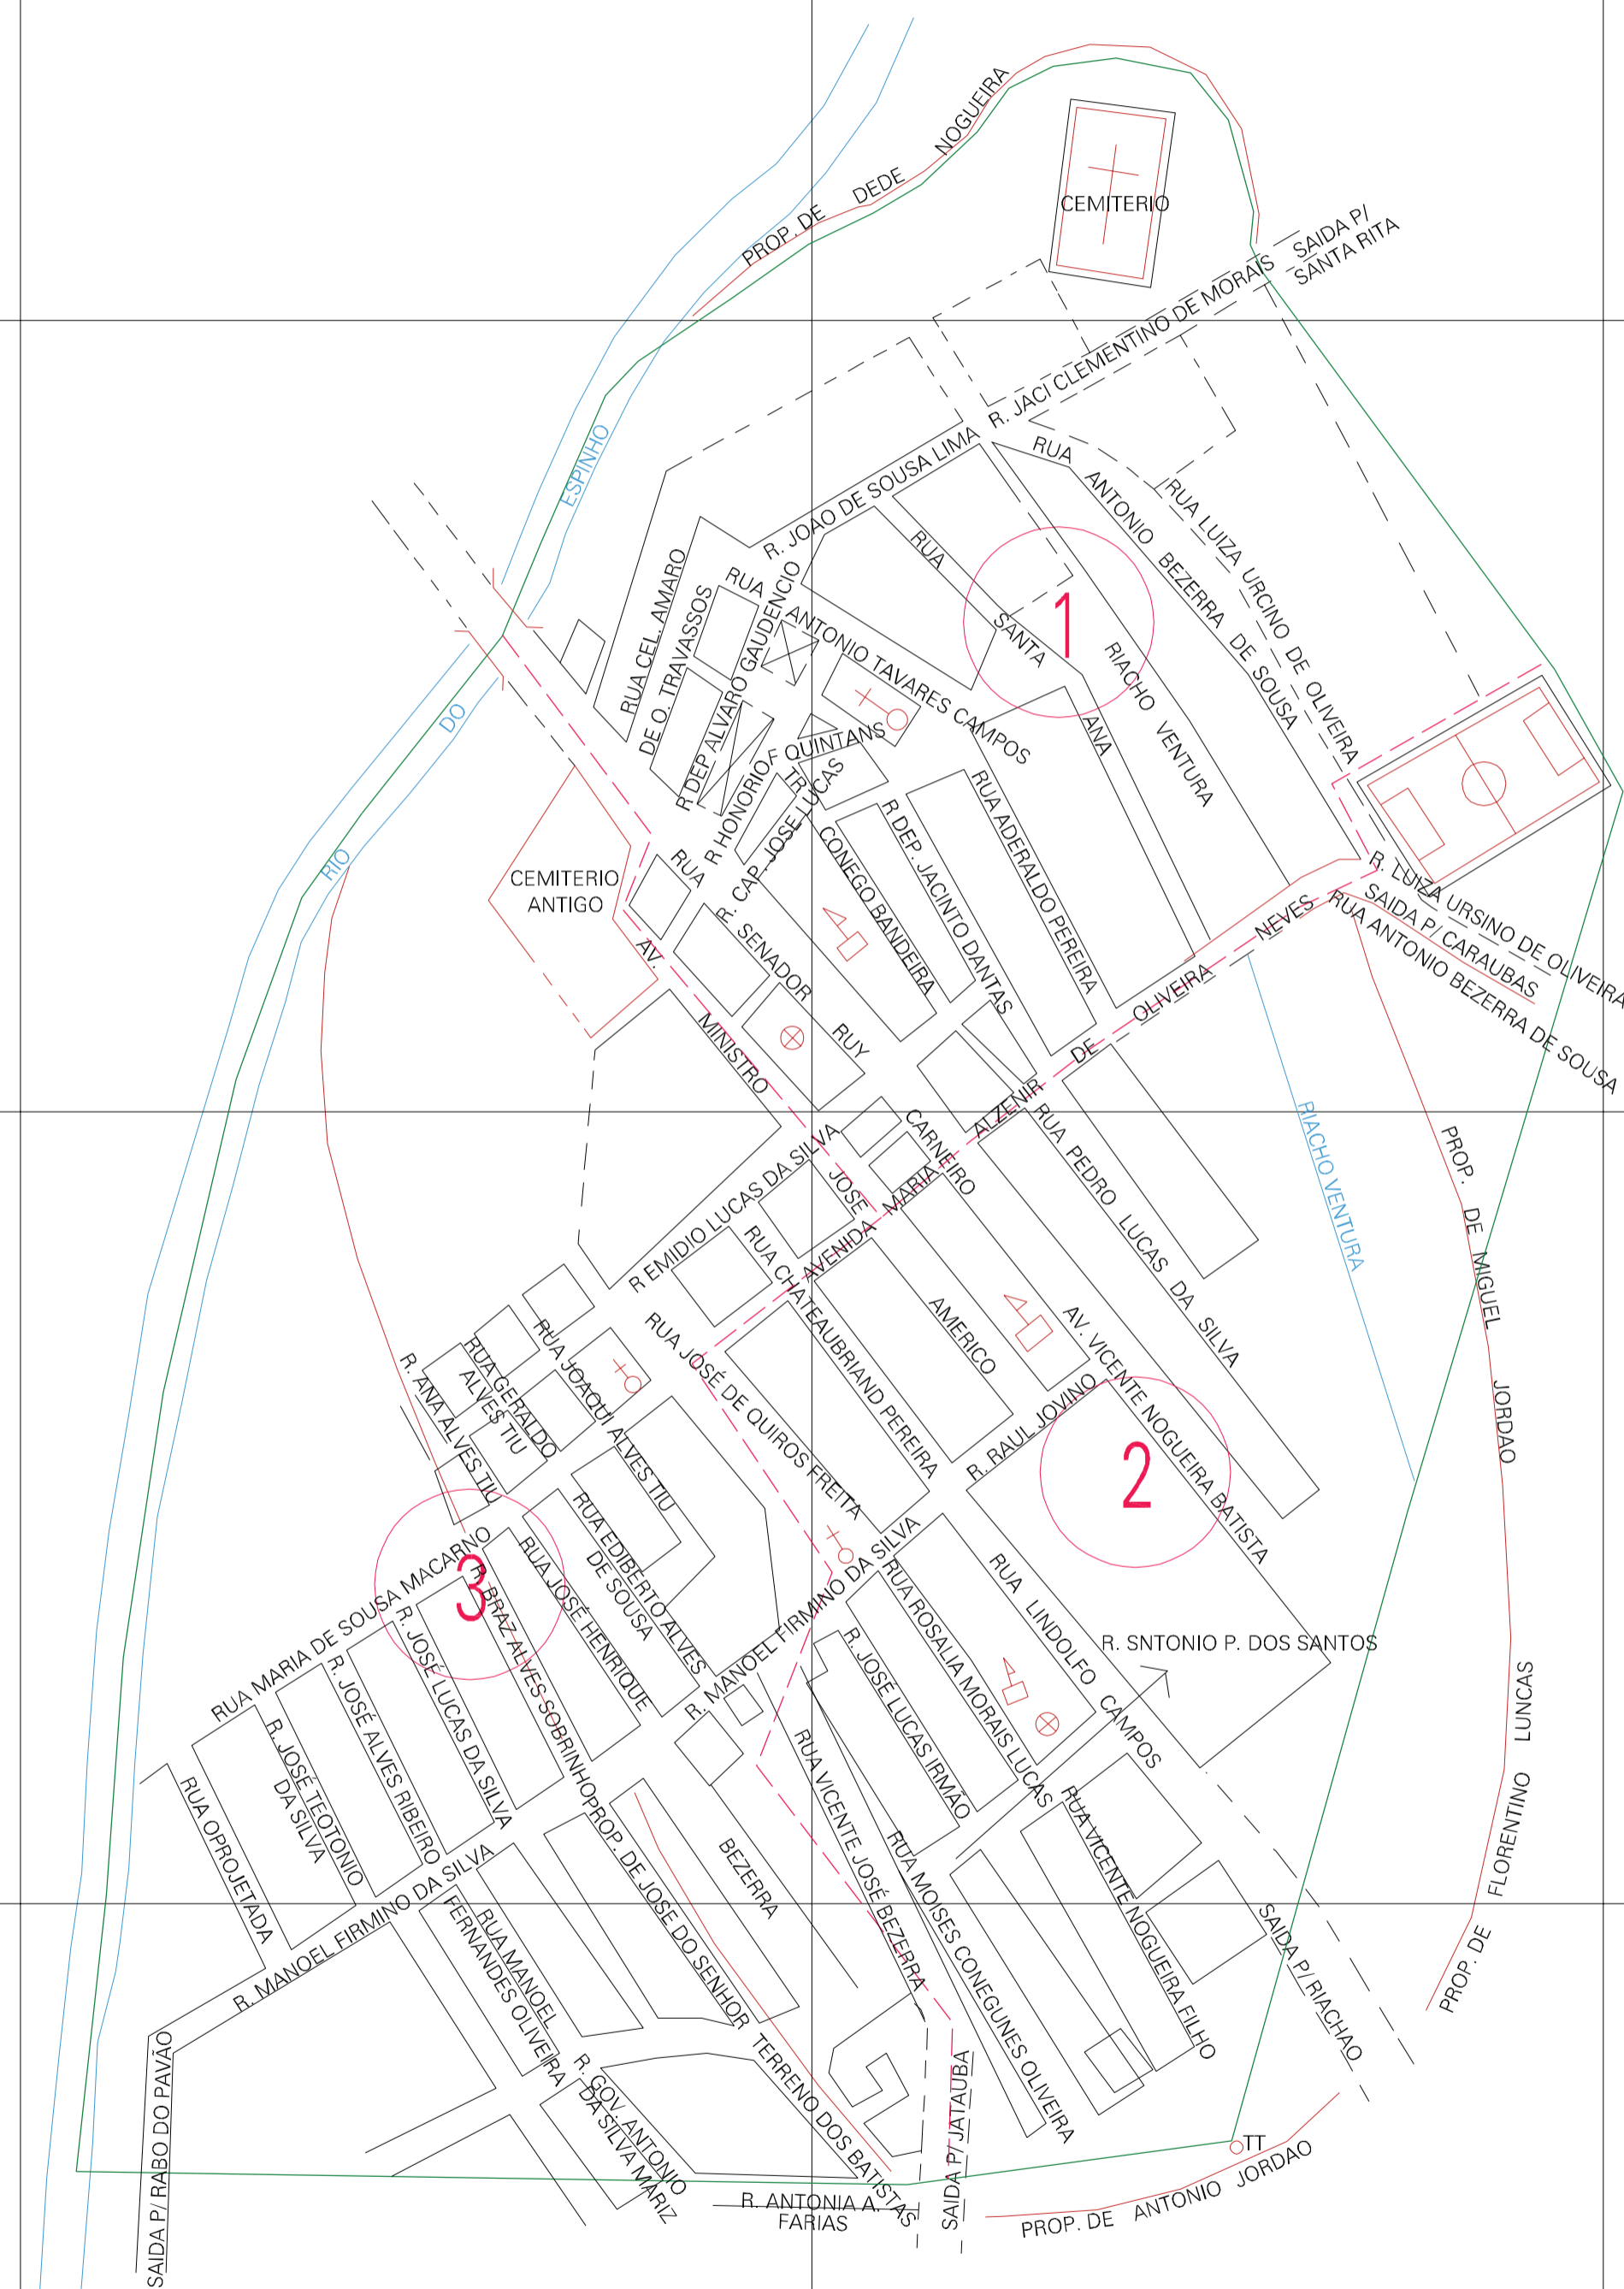 PROP. DE DEDE NOGUEIRA
CEMITERIO
SAIDA P/
SANTA RITA
R. JACI CLEMENTINO DE MORAIS
ESPINHO
R. JOAO DE SOUSA LIMA
RUA ANTONIO BEZERRA DE SOUSA
RUA LUIZA URCINO DE OLIVEIRA
RUA CEL. AMARO
DE O. TRAVASSOS
RUA ANTONIO TAVARES CAMPOS
R DEP ALVARO GAUDENCIO
RUA SANTA ANA
1
RIACHO VENTURA
DO
R HONORIO
F QUINTANS
TR
R. CAP. JOSE LUCAS
CONEGO BANDEIRA
R DEP. JACINTO DANTAS
RUA ADERALDO PEREIRA
RIO
CEMITERIO
ANTIGO
RUA
R. SENADOR RUY CARNEIRO
AV. MINISTRO JOSE AMERICO
AVENIDA MARIA ALZENIR DE OLIVEIRA NEVES
R. LUIZA URSINO DE OLIVEIRA
SAIDA P/ CARAUBAS
RUA ANTONIO BEZERRA DE SOUSA
RIACHO VENTURA
PROP. DE MIGUEL JORDAO
RUA PEDRO LUCAS DA SILVA
R EMIDIO LUCAS DA SILVA
RUA CHATEAUBRIAND PEREIRA
RUA JOSÉ DE QUIROS FREITA
AV. VICENTE NOGUEIRA BATISTA
R. RAUL JOVINO
2
R. ANA ALVES TIU
RUA GERALDO
ALVES TIU
RUA JOAQUI ALVES TIU
RUA EDIBERTO ALVES
DE SOUSA
RUA JOSÉ HENRIQUE
3
RUA MARIA DE SOUSA MACARNO
R. BRAZ ALVES SOBRINHO
R. JOSÉ LUCAS DA SILVA
R. JOSÉ ALVES RIBEIRO
R. JOSÉ TEOTONIO
DA SILVA
RUA OPROJETADA
R. MANOEL FIRMINO DA SILVA
R. MANOEL FIRMINO DA SILVA
RUA ROSALIA MORAIS LUCAS
RUA LINDOLFO CAMPOS
R. SNTONIO P. DOS SANTOS
R. JOSÉ LUCAS IRMÃO
RUA VICENTE JOSÉ BEZERRA
RUA MOISES CONEGUNES OLIVEIRA
RUA VICENTE NOGUEIRA FILHO
BEZERRA
PROP. DE JOSE DO SENHOR
TERRENO DOS BATISTAS
RUA MANOEL
FERNANDES OLIVEIRA
R. GOV. ANTONIO
DA SILVA MARIZ
SAIDA P/ RIACHAO
PROP. DE FLORENTINO LUNCAS
SAIDA P/ RABO DO PAVÃO
SAIDA P/ JATAUBA
TT
R. ANTONIA A.
FARIAS
PROP. DE ANTONIO JORDAO